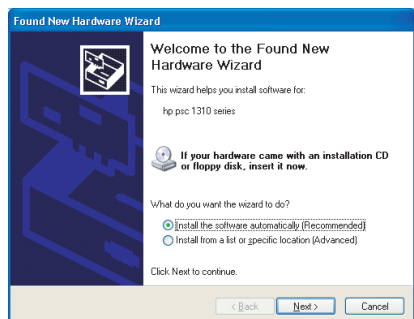 Found New Hardware Wizard
Welcome to the Found New
Hardware Wizard
This wizard helps you install software for:
hp psc 1310 series
If your hardware came with an installation CD
or floppy disk, insert it now.
What do you want the wizard to do?
Install the software automatically (Recommended)
Install from a list or specific location (Advanced)
Click Next to continue.
< Back
Next >
Cancel